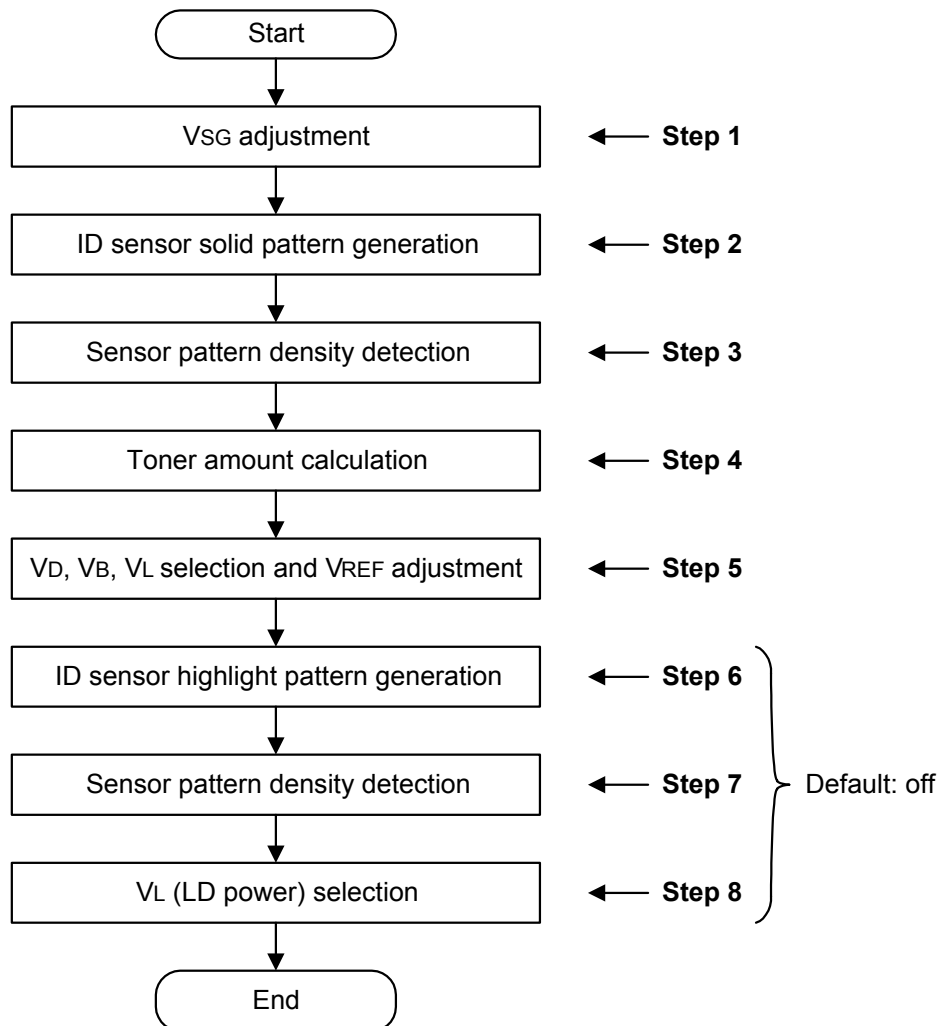 Start
VSG adjustment
Step 1
ID sensor solid pattern generation
Step 2
Sensor pattern density detection
Step 3
Toner amount calculation
Step 4
VD, VB, VL selection and VREF adjustment
Step 5
ID sensor highlight pattern generation
Step 6
Sensor pattern density detection
Step 7
Default: off
VL (LD power) selection
Step 8
End